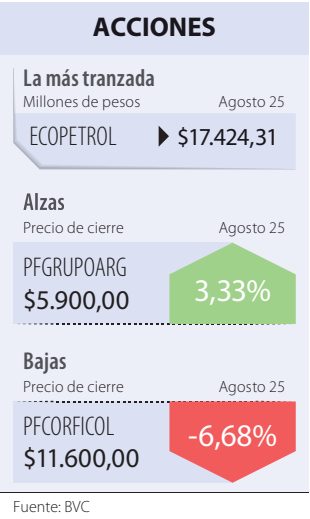 ACCIONES
La más tranzada
Millones de pesos Agosto 25
ECOPETROL $17.424,31
Alzas
Precio de cierre Agosto 25
PFGRUPOARG
$5.900,00
3,33%
Bajas
Precio de cierre Agosto 25
PFCORFICOL
$11.600,00
-6,68%
Fuente: BVC